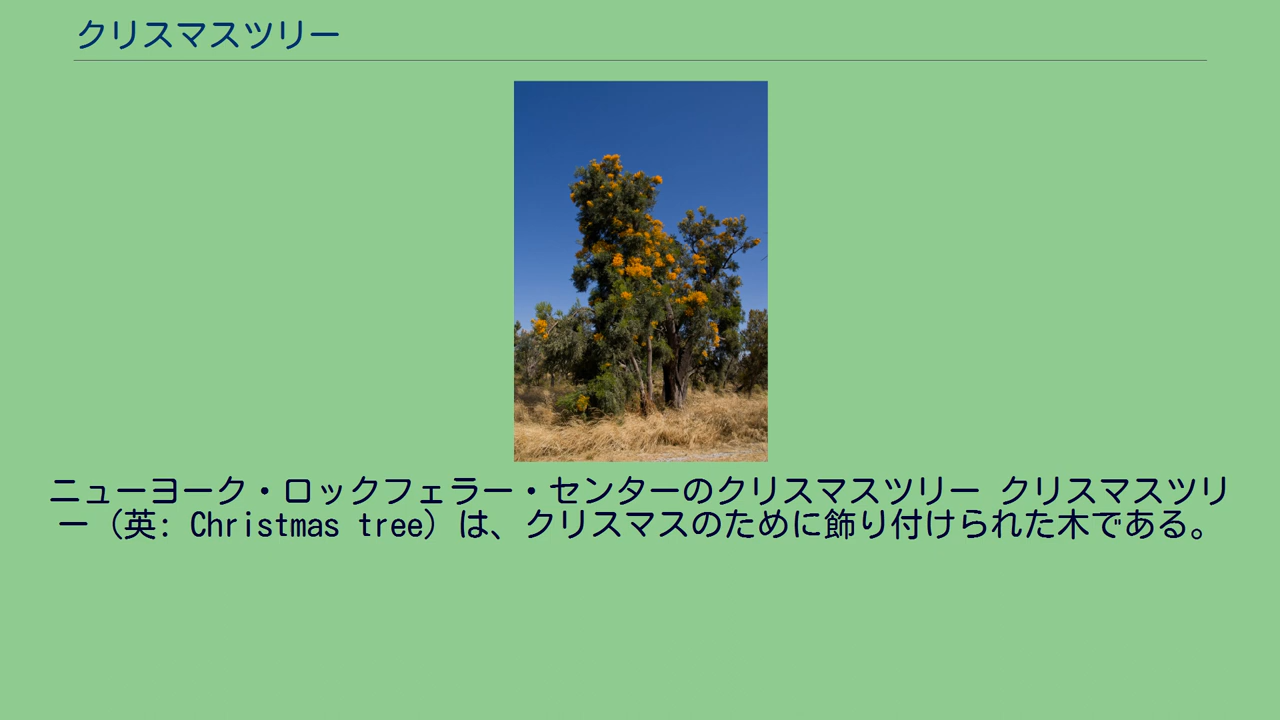 クリスマスツリー
ニューヨーク・ロックフェラー・センターのクリスマスツリー クリスマスツリ
ー（英: Christmas tree）は、クリスマスのために飾り付けられた木である。